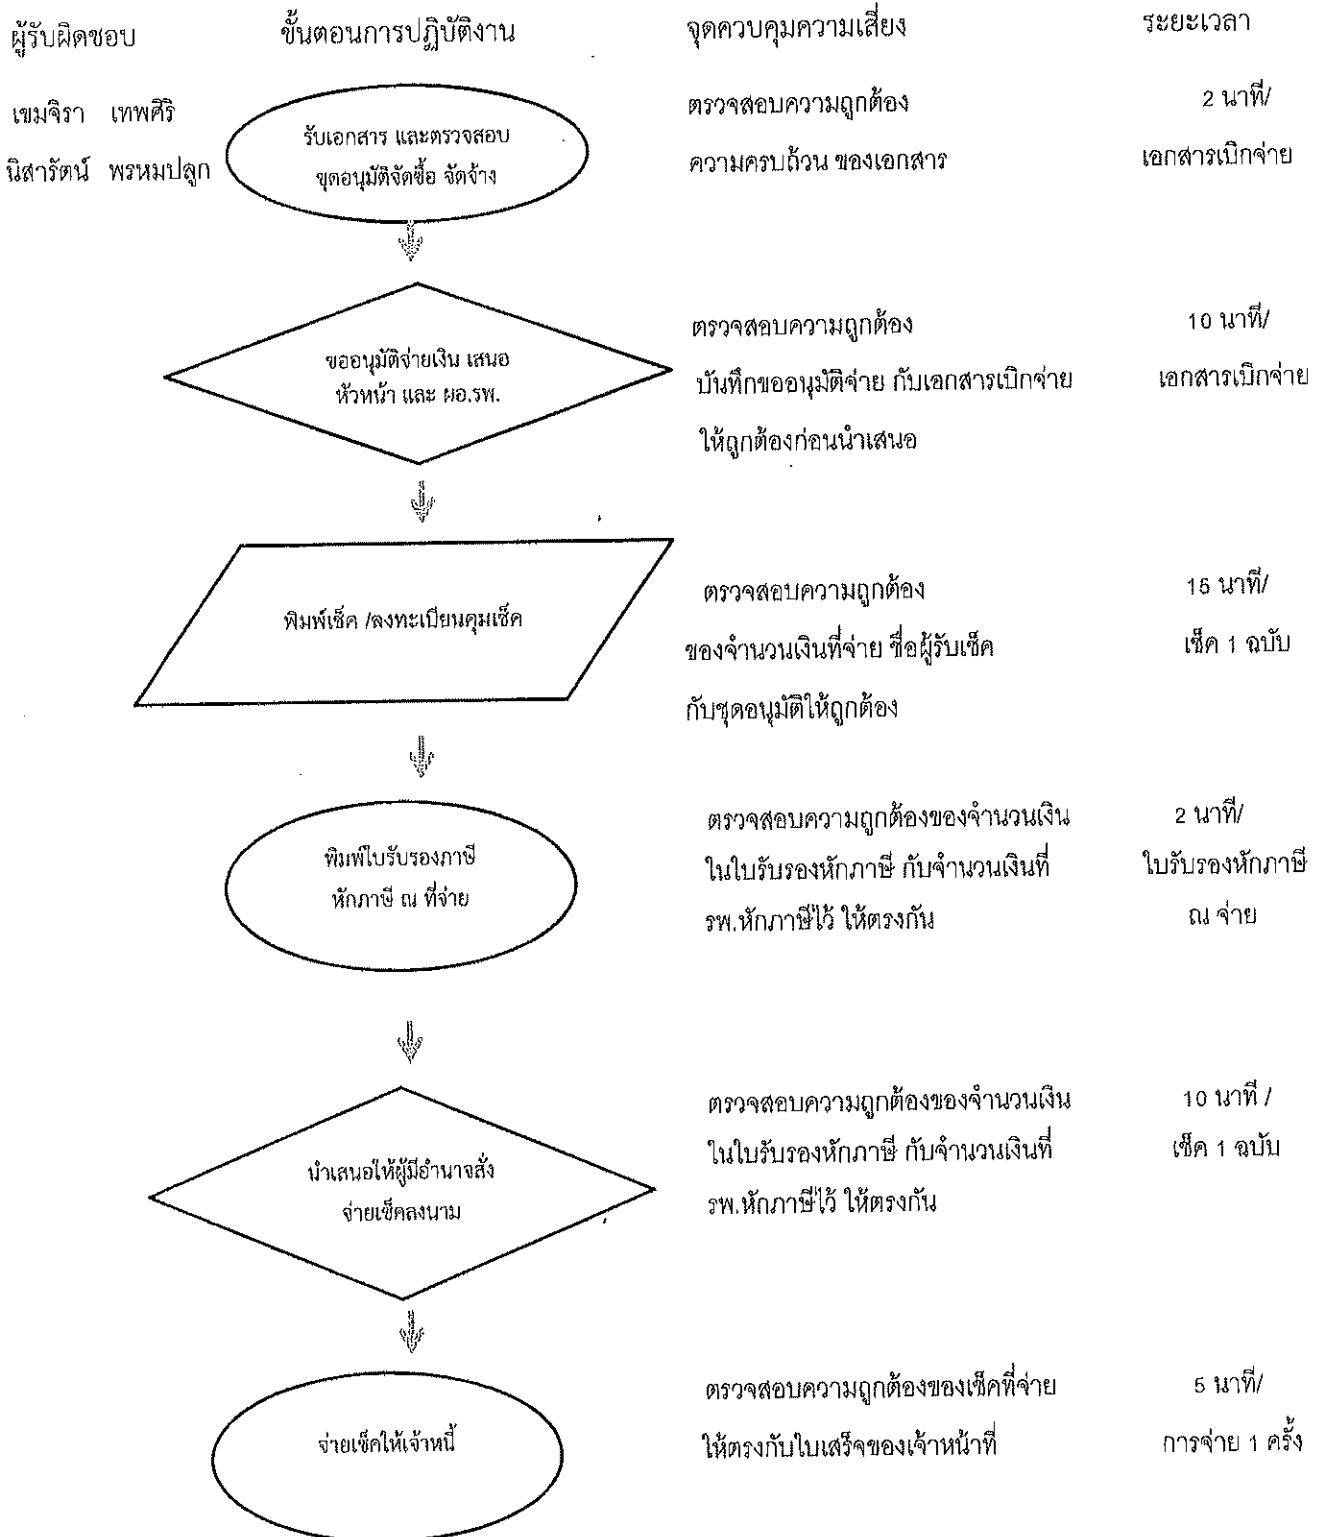 ผู้รับผิดชอบ ขั้นตอนการปฏิบัติงาน จุดควบคุมความเสี่ยง ระยะเวลา
เขมจิรา เทพศิริ
นิสารัตน์ พรหมปลูก
รับเอกสาร และตรวจสอบ
ชุดอนุมัติจัดซื้อ จัดจ้าง
ตรวจสอบความถูกต้อง
ความครบถ้วน ของเอกสาร
2 นาที/
เอกสารเบิกจ่าย
ขออนุมัติจ่ายเงิน เสนอ
หัวหน้า และ ผอ.รพ.
ตรวจสอบความถูกต้อง
บันทึกขออนุมัติจ่าย กับเอกสารเบิกจ่าย
ให้ถูกต้องก่อนนำเสนอ
10 นาที/
เอกสารเบิกจ่าย
พิมพ์เช็ค /ลงทะเบียนคุมเช็ค
ตรวจสอบความถูกต้อง
ของจำนวนเงินที่จ่าย ชื่อผู้รับเช็ค
กับชุดอนุมัติให้ถูกต้อง
15 นาที/
เช็ค 1 ฉบับ
พิมพ์ใบรับรองภาษี
หักภาษี ณ ที่จ่าย
ตรวจสอบความถูกต้องของจำนวนเงิน
ในใบรับรองหักภาษี กับจำนวนเงินที่
รพ.หักภาษีไว้ ให้ตรงกัน
2 นาที/
ใบรับรองหักภาษี
ณ จ่าย
นำเสนอให้ผู้มีอำนาจสั่ง
จ่ายเช็คลงนาม
ตรวจสอบความถูกต้องของจำนวนเงิน
ในใบรับรองหักภาษี กับจำนวนเงินที่
รพ.หักภาษีไว้ ให้ตรงกัน
10 นาที /
เช็ค 1 ฉบับ
จ่ายเช็คให้เจ้าหนี้
ตรวจสอบความถูกต้องของเช็คที่จ่าย
ให้ตรงกับใบเสร็จของเจ้าหน้าที่
5 นาที/
การจ่าย 1 ครั้ง